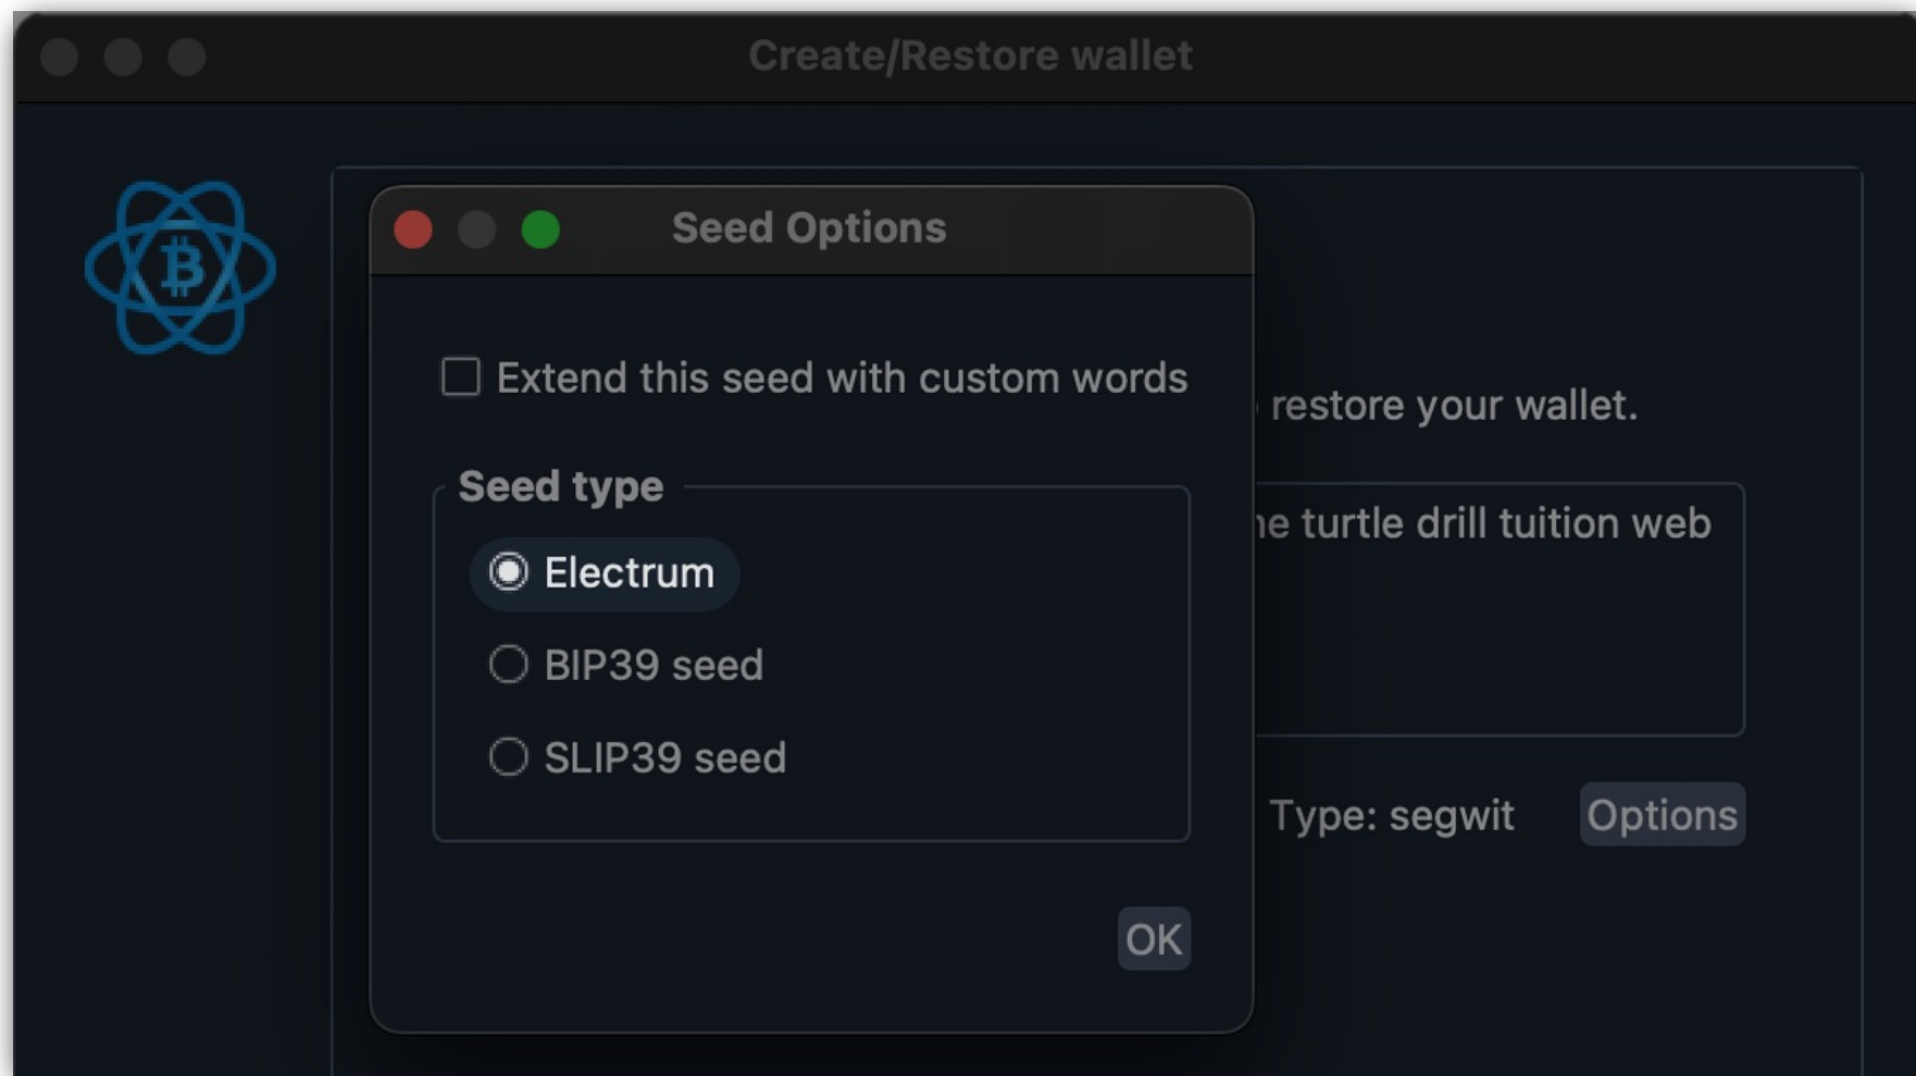 Create/Restore wallet
Seed Options
Extend this seed with custom words
restore your wallet.
Seed type
turtle drill tuition web
Electrum
BIP39 seed
SLIP39 seed
Type: segwit
Options
OK